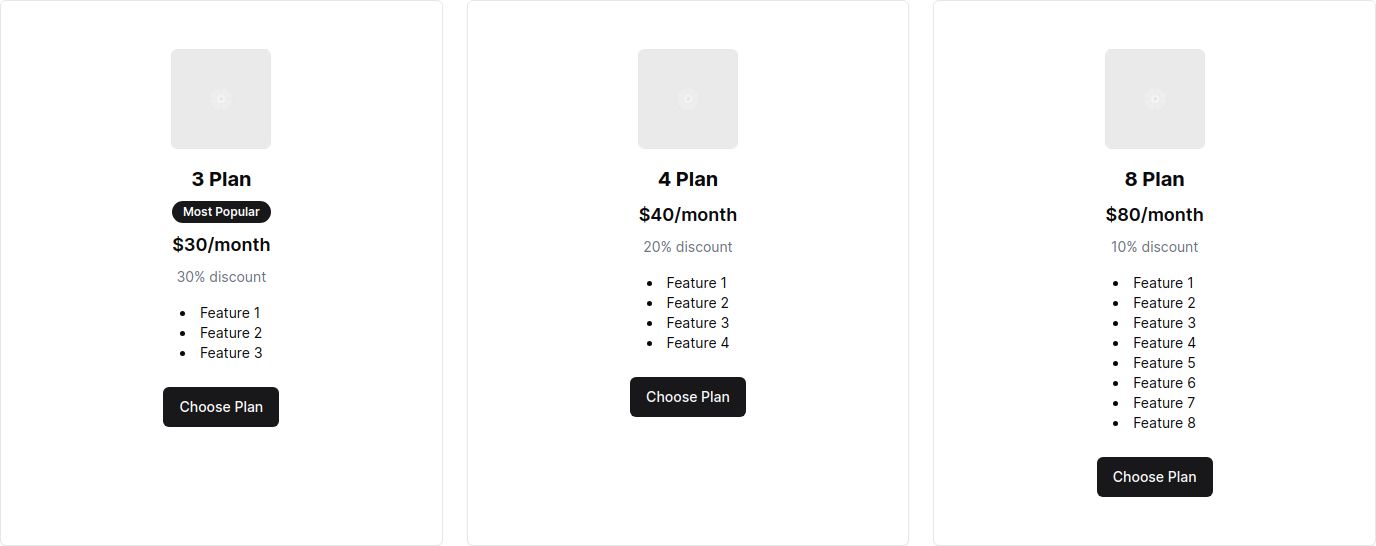 3 Plan
Most Popular
$30/month
30% discount
Feature 1
Feature 2
Feature 3
Choose Plan
4 Plan
$40/month
20% discount
Feature 1
Feature 2
Feature 3
Feature 4
Choose Plan
8 Plan
$80/month
10% discount
Feature 1
Feature 2
Feature 3
Feature 4
Feature 5
Feature 6
Feature 7
Feature 8
Choose Plan